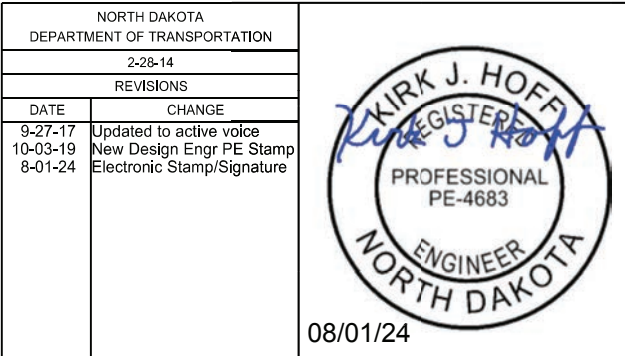 NORTH DAKOTA
DEPARTMENT OF TRANSPORTATION
2-28-14
REVISIONS
DATE CHANGE
9-27-17 Updated to active voice
10-03-19 New Design Engr PE Stamp
8-01-24 Electronic Stamp/Signature
KIRK J. HOFF
REGISTERED
Kirk J Hoff
PROFESSIONAL
PE-4683
ENGINEER
NORTH DAKOTA
08/01/24